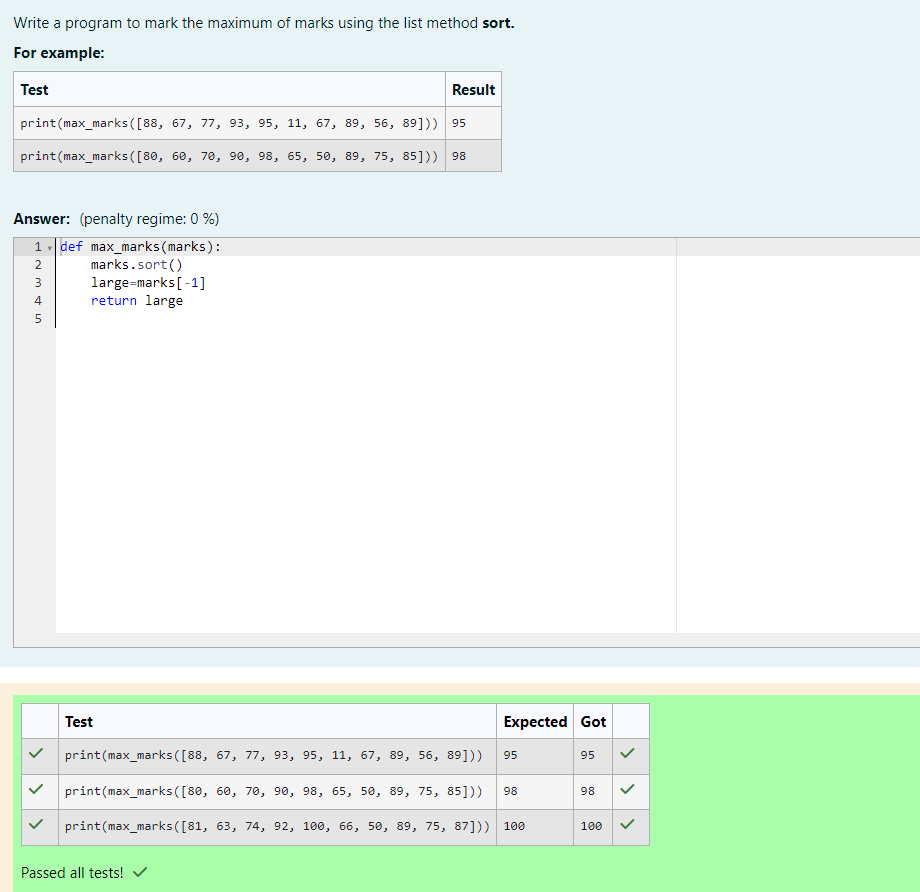 Write a program to mark the maximum of marks using the list method sort.
For example:
Test Result
print(max_marks([88, 67, 77, 93, 95, 11, 67, 89, 56, 89])) 95
print(max_marks([80, 60, 70, 90, 98, 65, 50, 89, 75, 85])) 98
Answer: (penalty regime: 0 %)
1 def max_marks(marks):
2     marks.sort()
3     large=marks[-1]
4     return large
5
Test Expected Got
print(max_marks([88, 67, 77, 93, 95, 11, 67, 89, 56, 89])) 95 95
print(max_marks([80, 60, 70, 90, 98, 65, 50, 89, 75, 85])) 98 98
print(max_marks([81, 63, 74, 92, 100, 66, 50, 89, 75, 87])) 100 100
Passed all tests!